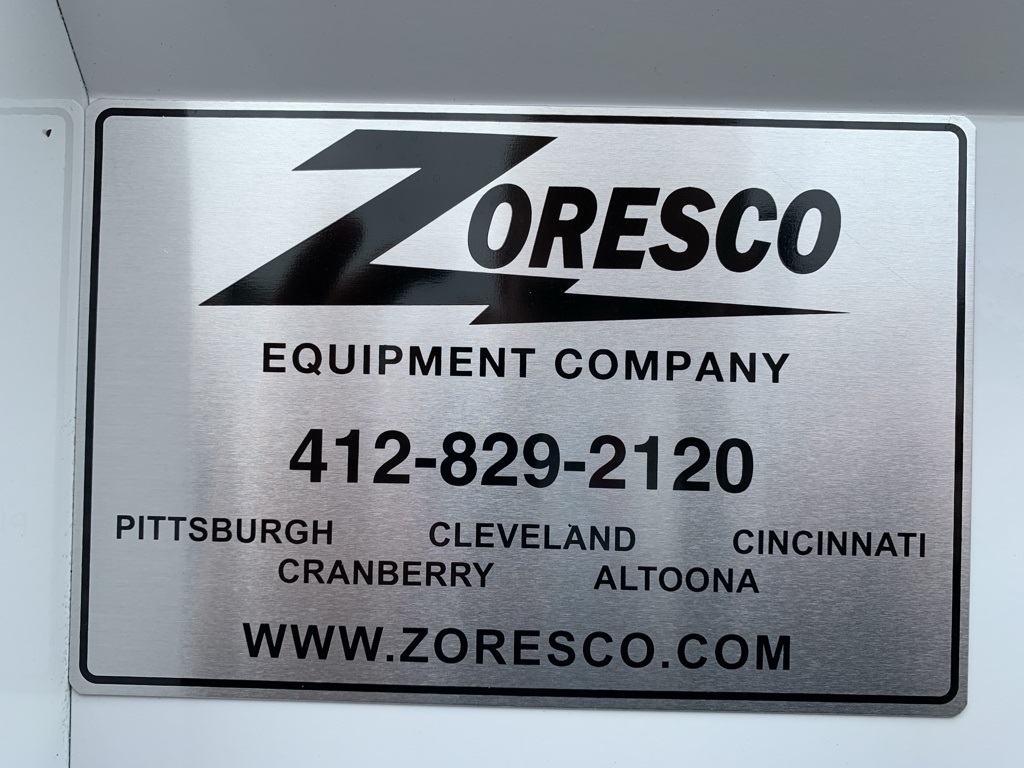 ZORESCO
EQUIPMENT COMPANY
412-829-2120
PITTSBURGH CLEVELAND CINCINNATI
CRANBERRY ALTOONA
WWW.ZORESCO.COM